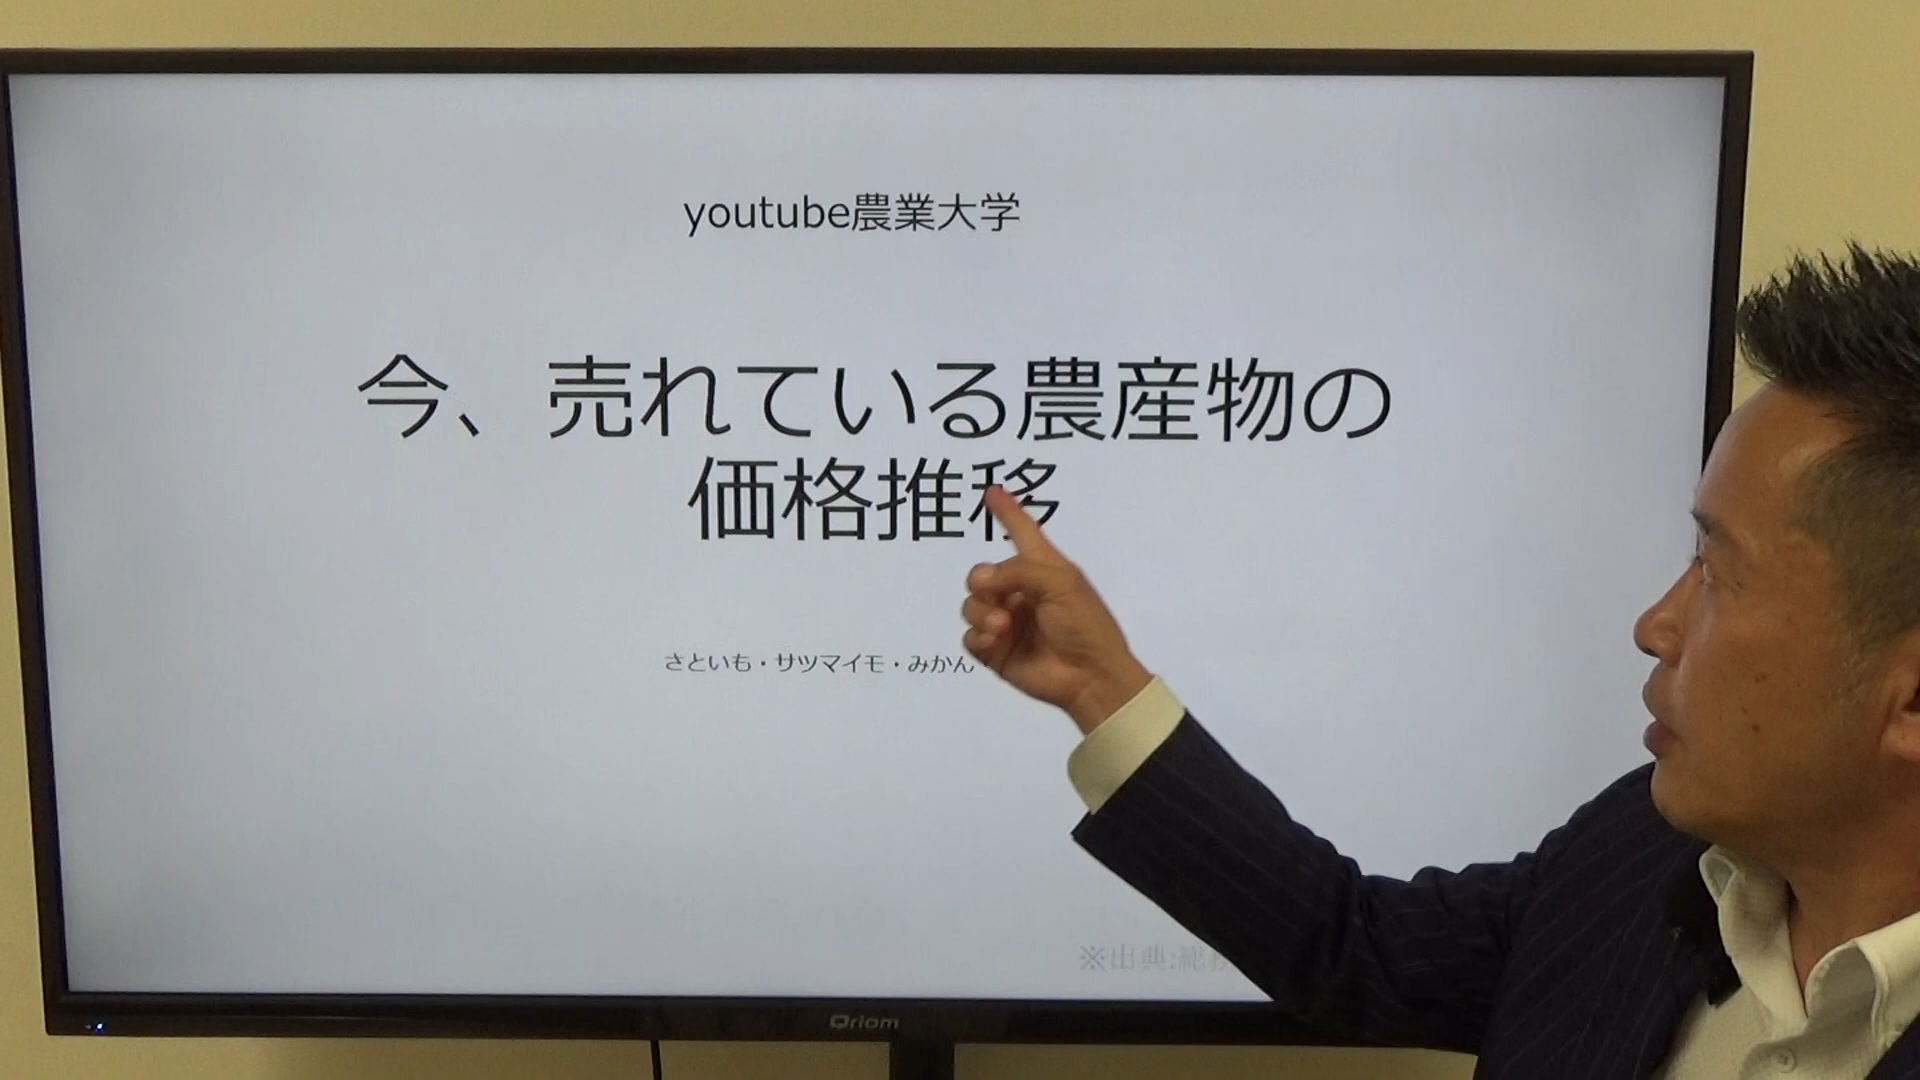 youtube農業大学
今、売れている農産物の
価格推移
さといも・サツマイモ・みかん
※出典:総務
Qriom